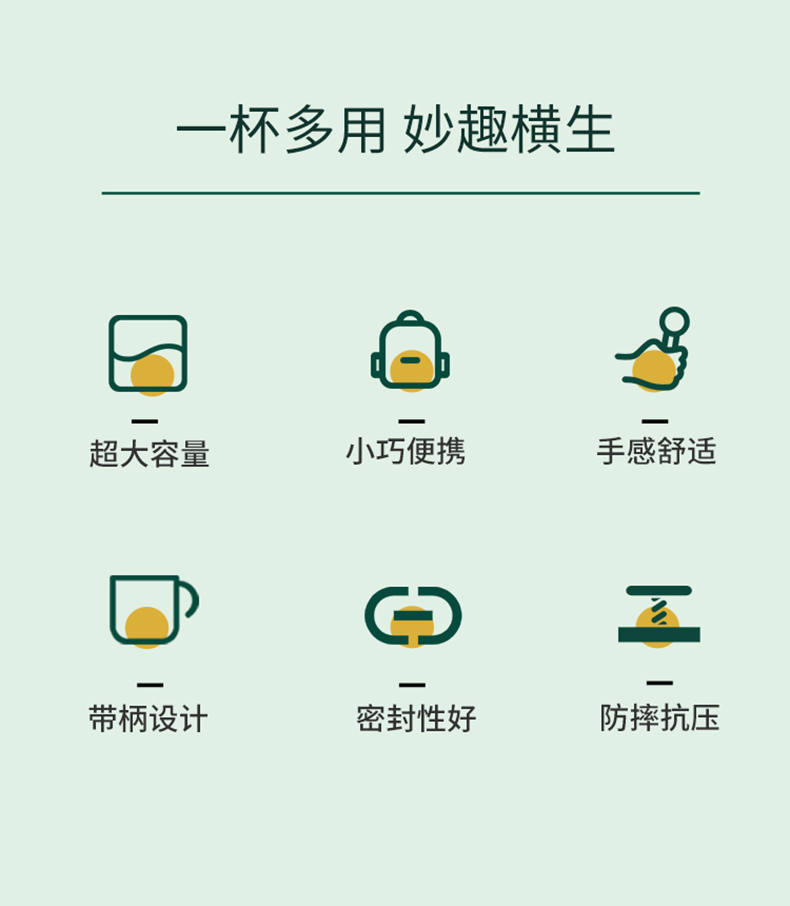 一杯多用 妙趣横生
超大容量
小巧便携
手感舒适
带柄设计
密封性好
防摔抗压